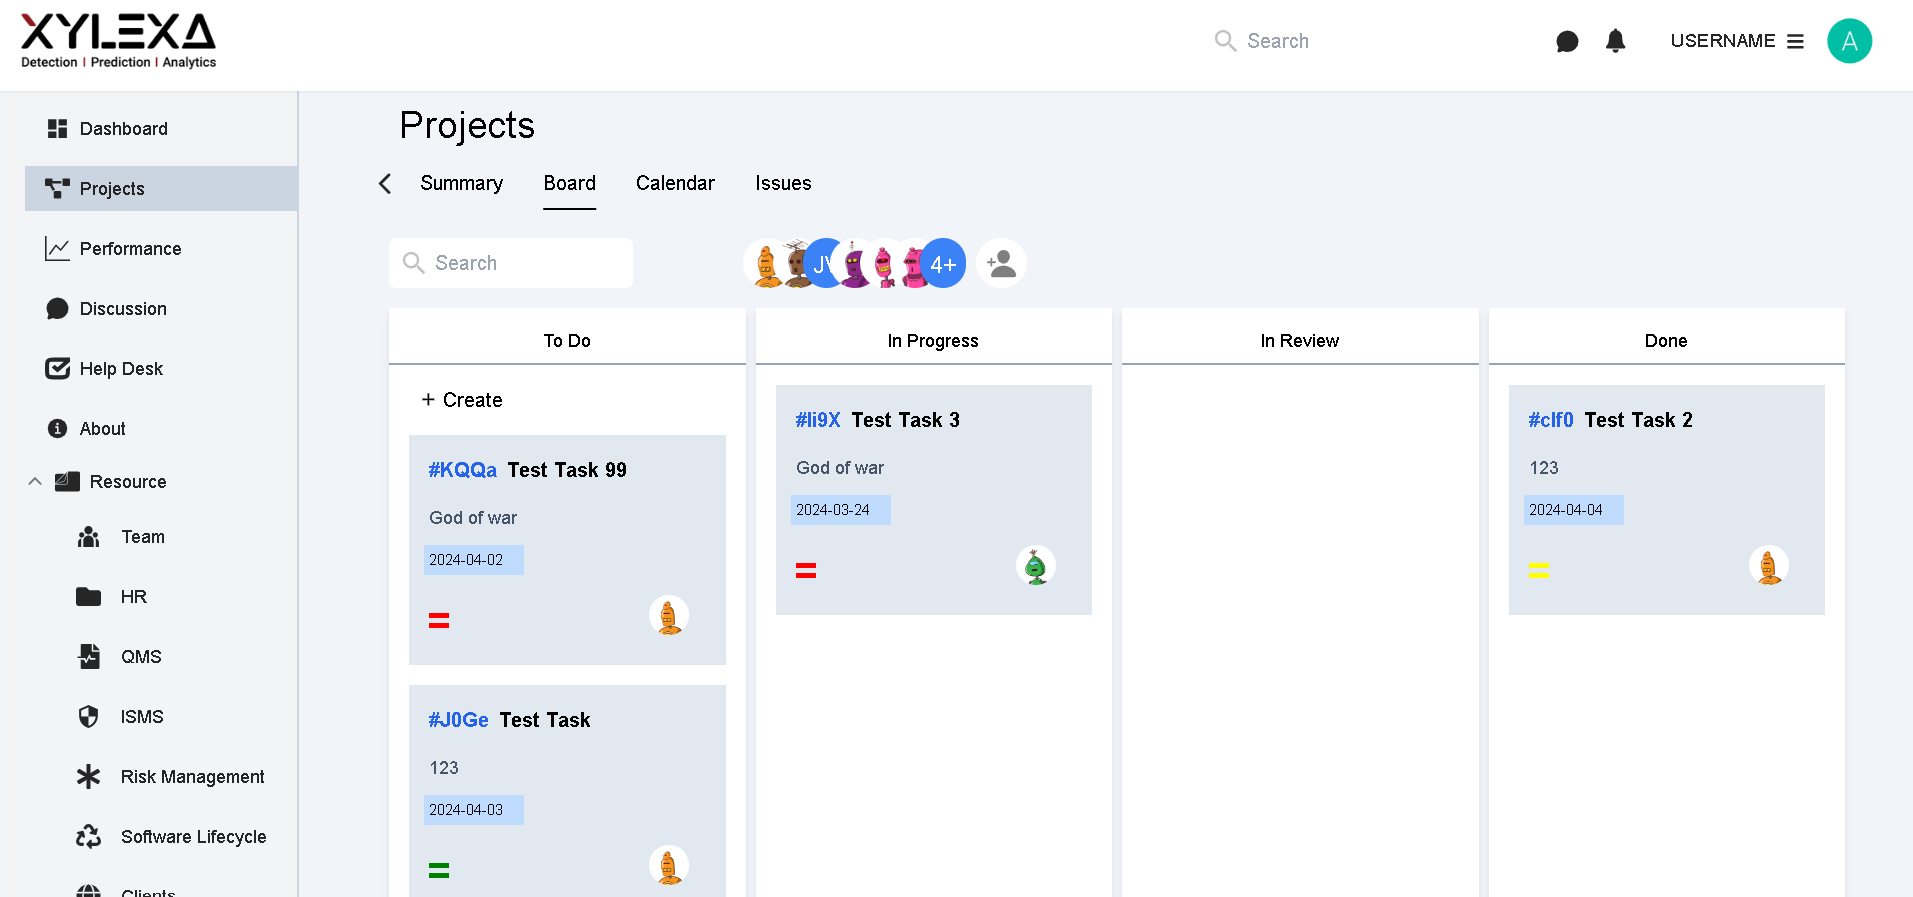 XYLEXA
Detection | Prediction | Analytics
Search
USERNAME
A
Dashboard
Projects
Performance
Discussion
Help Desk
About
Resource
Team
HR
QMS
ISMS
Risk Management
Software Lifecycle
Clients
Projects
Summary
Board
Calendar
Issues
Search
4+
To Do
+ Create
#KQQa Test Task 99
God of war
2024-04-02
#J0Ge Test Task
123
2024-04-03
In Progress
#li9X Test Task 3
God of war
2024-03-24
In Review
Done
#clf0 Test Task 2
123
2024-04-04